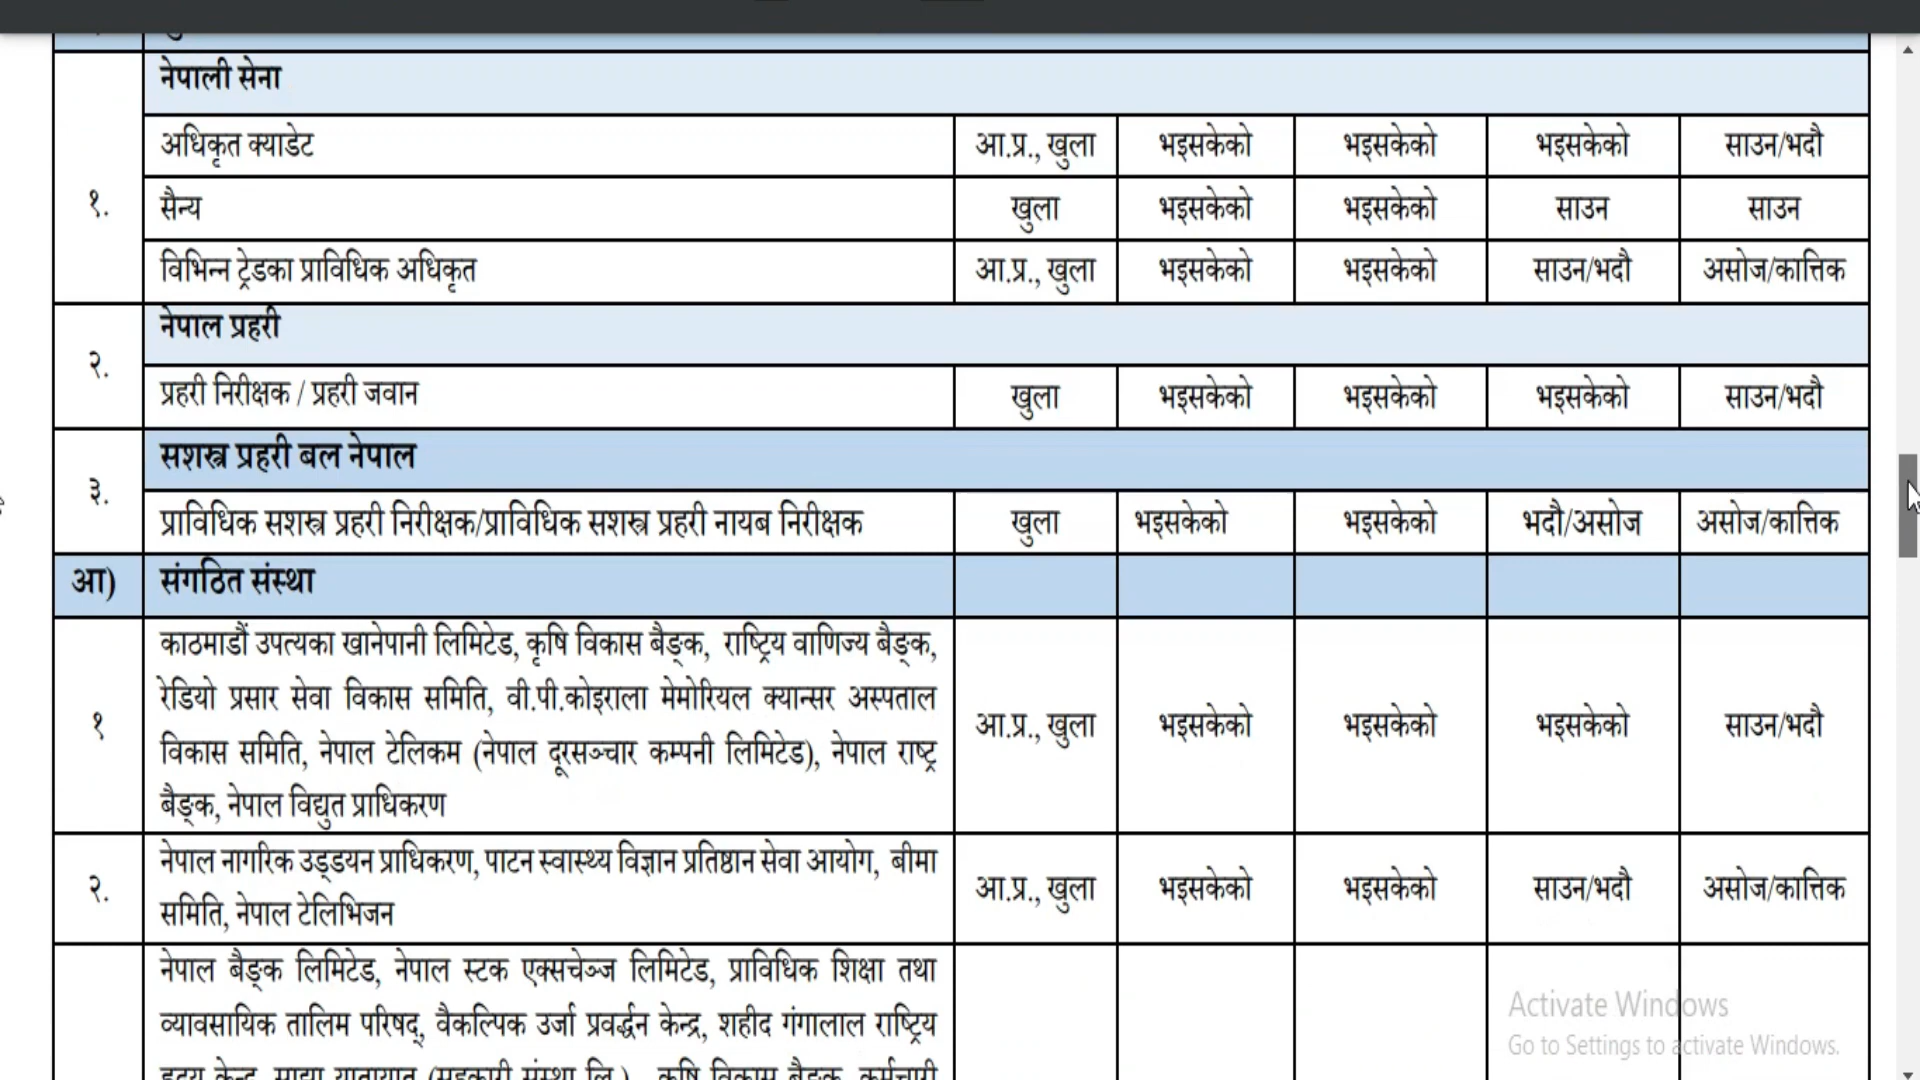 नेपाली सेना
अधिकृत क्याडेट आ.प्र., खुला भइसकेको भइसकेको भइसकेको साउन/भदौ
१. सैन्य खुला भइसकेको भइसकेको साउन साउन
विभिन्न ट्रेडका प्राविधिक अधिकृत आ.प्र., खुला भइसकेको भइसकेको साउन/भदौ असोज/कात्तिक
नेपाल प्रहरी
२.
प्रहरी निरीक्षक / प्रहरी जवान खुला भइसकेको भइसकेको भइसकेको साउन/भदौ
सशस्त्र प्रहरी बल नेपाल
३.
प्राविधिक सशस्त्र प्रहरी निरीक्षक/प्राविधिक सशस्त्र प्रहरी नायब निरीक्षक खुला भइसकेको भइसकेको भदौ/असोज असोज/कात्तिक
आ) संगठित संस्था
काठमाडौं उपत्यका खानेपानी लिमिटेड, कृषि विकास बैङ्क, राष्ट्रिय वाणिज्य बैङ्क,
रेडियो प्रसार सेवा विकास समिति, वी.पी.कोइराला मेमोरियल क्यान्सर अस्पताल
१ आ.प्र., खुला भइसकेको भइसकेको भइसकेको साउन/भदौ
विकास समिति, नेपाल टेलिकम (नेपाल दूरसञ्चार कम्पनी लिमिटेड), नेपाल राष्ट्र
बैङ्क, नेपाल विद्युत प्राधिकरण
नेपाल नागरिक उड्डयन प्राधिकरण, पाटन स्वास्थ्य विज्ञान प्रतिष्ठान सेवा आयोग, बीमा
२. आ.प्र., खुला भइसकेको भइसकेको साउन/भदौ असोज/कात्तिक
समिति, नेपाल टेलिभिजन
नेपाल बैङ्क लिमिटेड, नेपाल स्टक एक्सचेञ्ज लिमिटेड, प्राविधिक शिक्षा तथा
व्यावसायिक तालिम परिषद्, वैकल्पिक उर्जा प्रवर्द्धन केन्द्र, शहीद गंगालाल राष्ट्रिय
Activate Windows
Go to Settings to activate Windows.